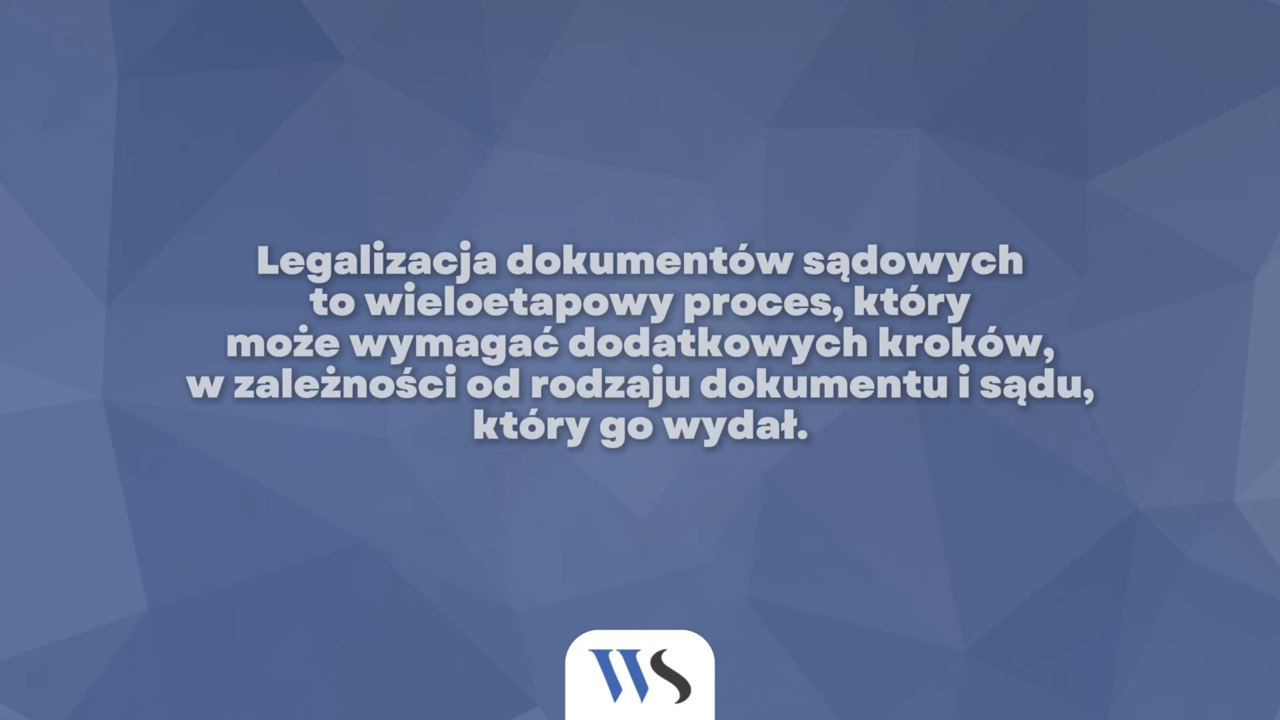 Legalizacja dokumentów sądowych
to wieloetapowy proces, który
może wymagać dodatkowych kroków,
w zależności od rodzaju dokumentu i sądu,
który go wydał.
WS